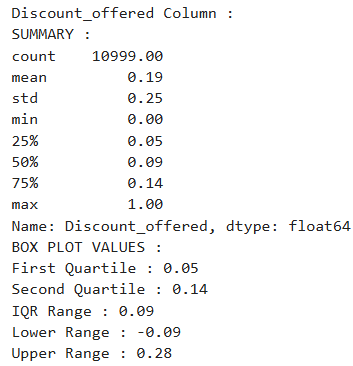 Discount_offered Column :
SUMMARY :
count    10999.00
mean         0.19
std          0.25
min          0.00
25%          0.05
50%          0.09
75%          0.14
max          1.00
Name: Discount_offered, dtype: float64
BOX PLOT VALUES :
First Quartile : 0.05
Second Quartile : 0.14
IQR Range : 0.09
Lower Range : -0.09
Upper Range : 0.28